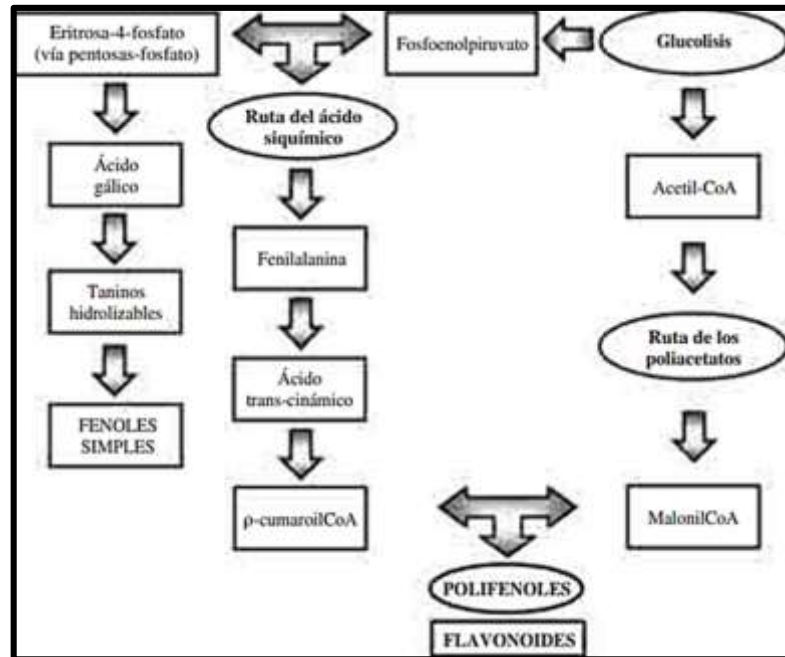 Eritrosa-4-fosfato
(vía pentosas-fosfato)
Fosfoenolpiruvato
Glucolisis
Ruta del ácido
siquímico
Ácido
gálico
Acetil-CoA
Fenilalanina
Taninos
hidrolizables
Ruta de los
poliacetatos
Ácido
trans-cinámico
FENOLES
SIMPLES
ρ-cumaroilCoA
MalonilCoA
POLIFENOLES
FLAVONOIDES